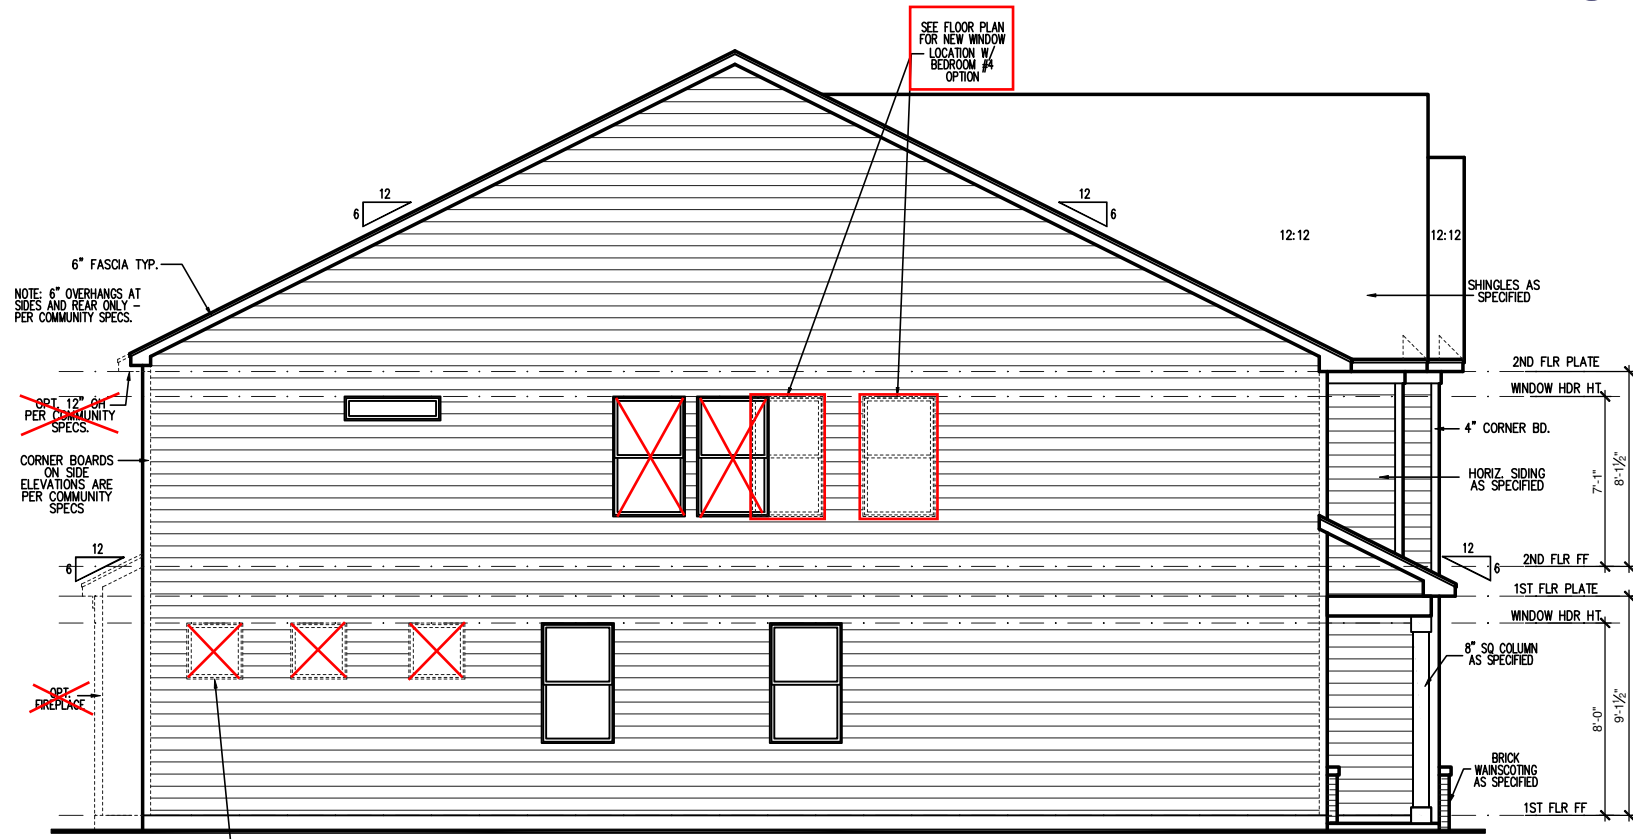 SEE FLOOR PLAN
FOR NEW WINDOW
LOCATION W/
BEDROOM #4
OPTION
12
6
12
6
12:12
12:12
6" FASCIA TYP.
NOTE: 6" OVERHANGS AT
SIDES AND REAR ONLY –
PER COMMUNITY SPECS.
SHINGLES AS
SPECIFIED
2ND FLR PLATE
WINDOW HDR HT.
OPT. 12" OH
PER COMMUNITY
SPECS.
4" CORNER BD.
CORNER BOARDS
ON SIDE
ELEVATIONS ARE
PER COMMUNITY
SPECS
HORIZ. SIDING
AS SPECIFIED
7'-1"
8'-1½"
12
6
12
6
2ND FLR FF
1ST FLR PLATE
WINDOW HDR HT.
8" SQ COLUMN
AS SPECIFIED
OPT.
FIREPLACE
8'-0"
9'-1½"
BRICK
WAINSCOTING
AS SPECIFIED
1ST FLR FF